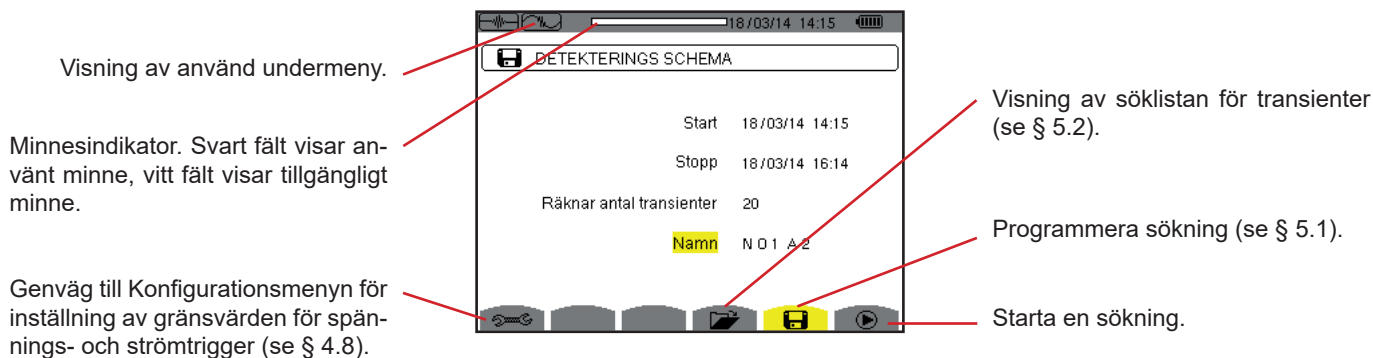 18/03/14 14:15
DETEKTERINGS SCHEMA
Visning av använd undermeny.
Minnesindikator. Svart fält visar an-
vänt minne, vitt fält visar tillgängligt
minne.
Genväg till Konfigurationsmenyn för
inställning av gränsvärden för spän-
nings- och strömtrigger (se § 4.8).
Start 18/03/14 14:15
Stopp 18/03/14 16:14
Räknar antal transienter 20
Namn N O 1 A 2
Visning av söklistan för transienter
(se § 5.2).
Programmera sökning (se § 5.1).
Starta en sökning.